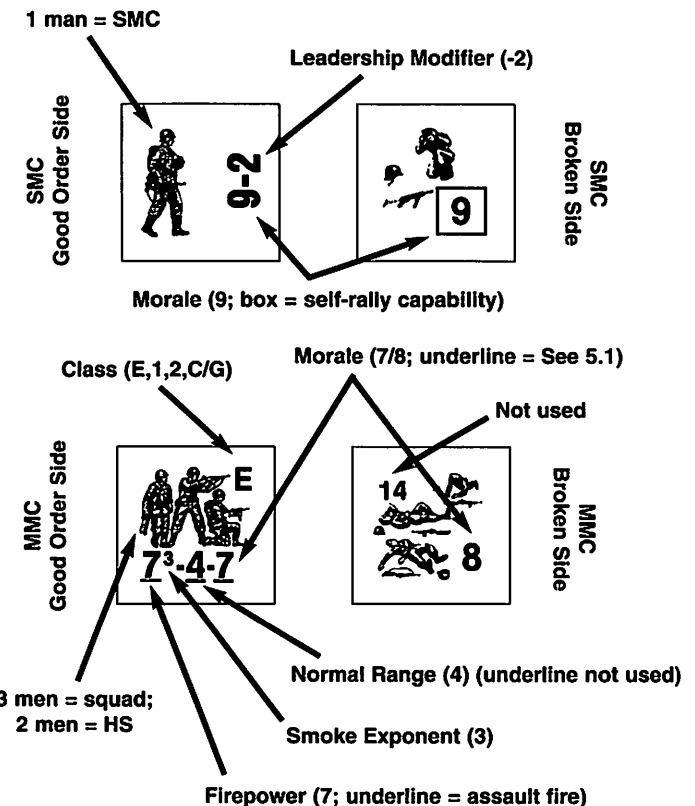 1 man = SMC
Leadership Modifier (-2)
SMC
Good Order Side
9-2
9
SMC
Broken Side
Morale (9; box = self-rally capability)
Morale (7/8; underline = See 5.1)
Class (E,1,2,C/G)
Not used
MMC
Good Order Side
E
7³-4-7
14
8
MMC
Broken Side
Normal Range (4) (underline not used)
3 men = squad;
2 men = HS
Smoke Exponent (3)
Firepower (7; underline = assault fire)